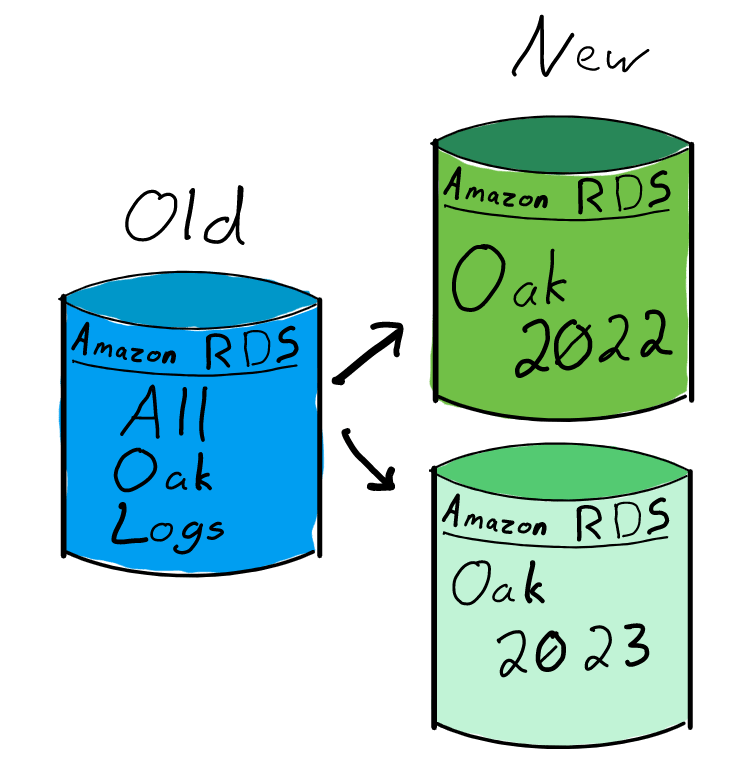 Old
Amazon RDS
All
Oak
Logs
New
Amazon RDS
Oak
2022
Amazon RDS
Oak
2023